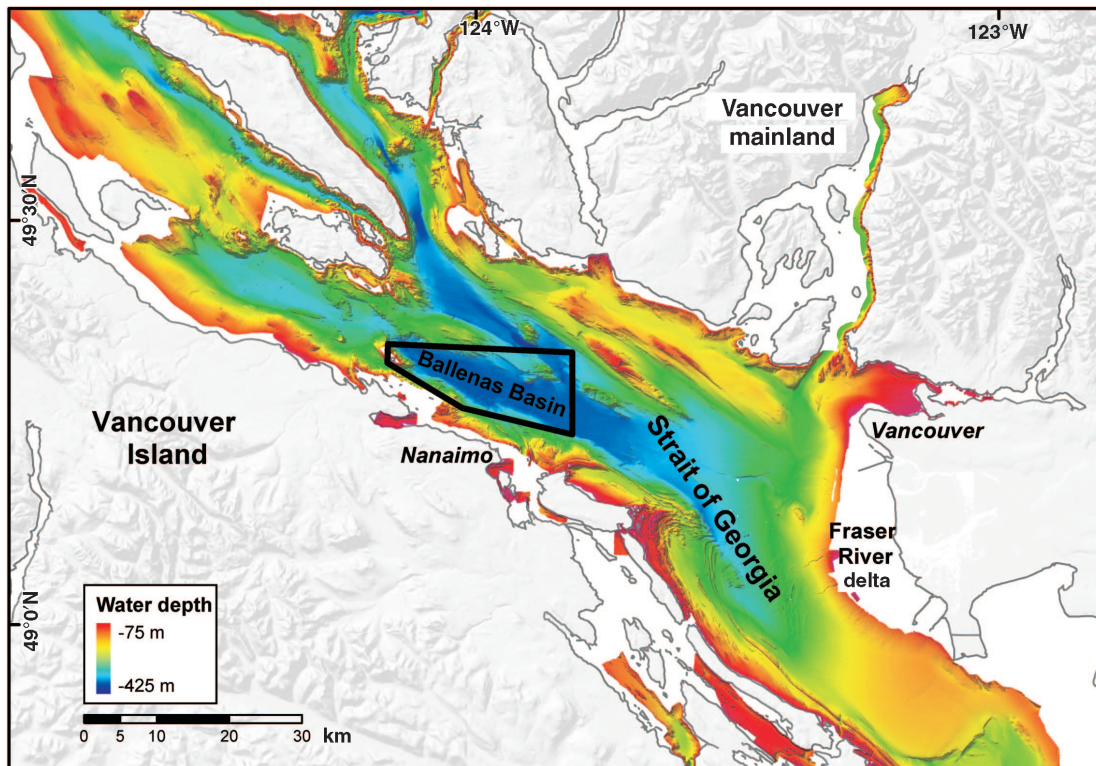 124°W
123°W
Vancouver
mainland
49°30'N
Ballenas Basin
Vancouver
Island
Nanaimo
Strait of Georgia
Vancouver
Fraser
River
delta
49°0'N
Water depth
-75 m
-425 m
0 5 10 20 30 km